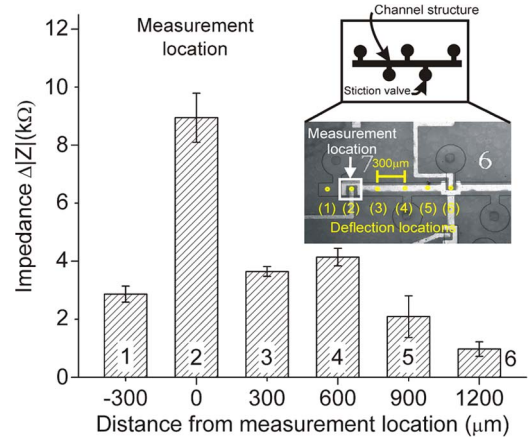 12
10
8
6
4
2
0
Impedance Δ|Z|(kΩ)
Measurement
location
Channel structure
Stiction valve
Measurement
location
7
6
300μm
(1) (2) (3) (4) (5) (6)
Deflection locations
1
2
3
4
5
6
-300 0 300 600 900 1200
Distance from measurement location (μm)